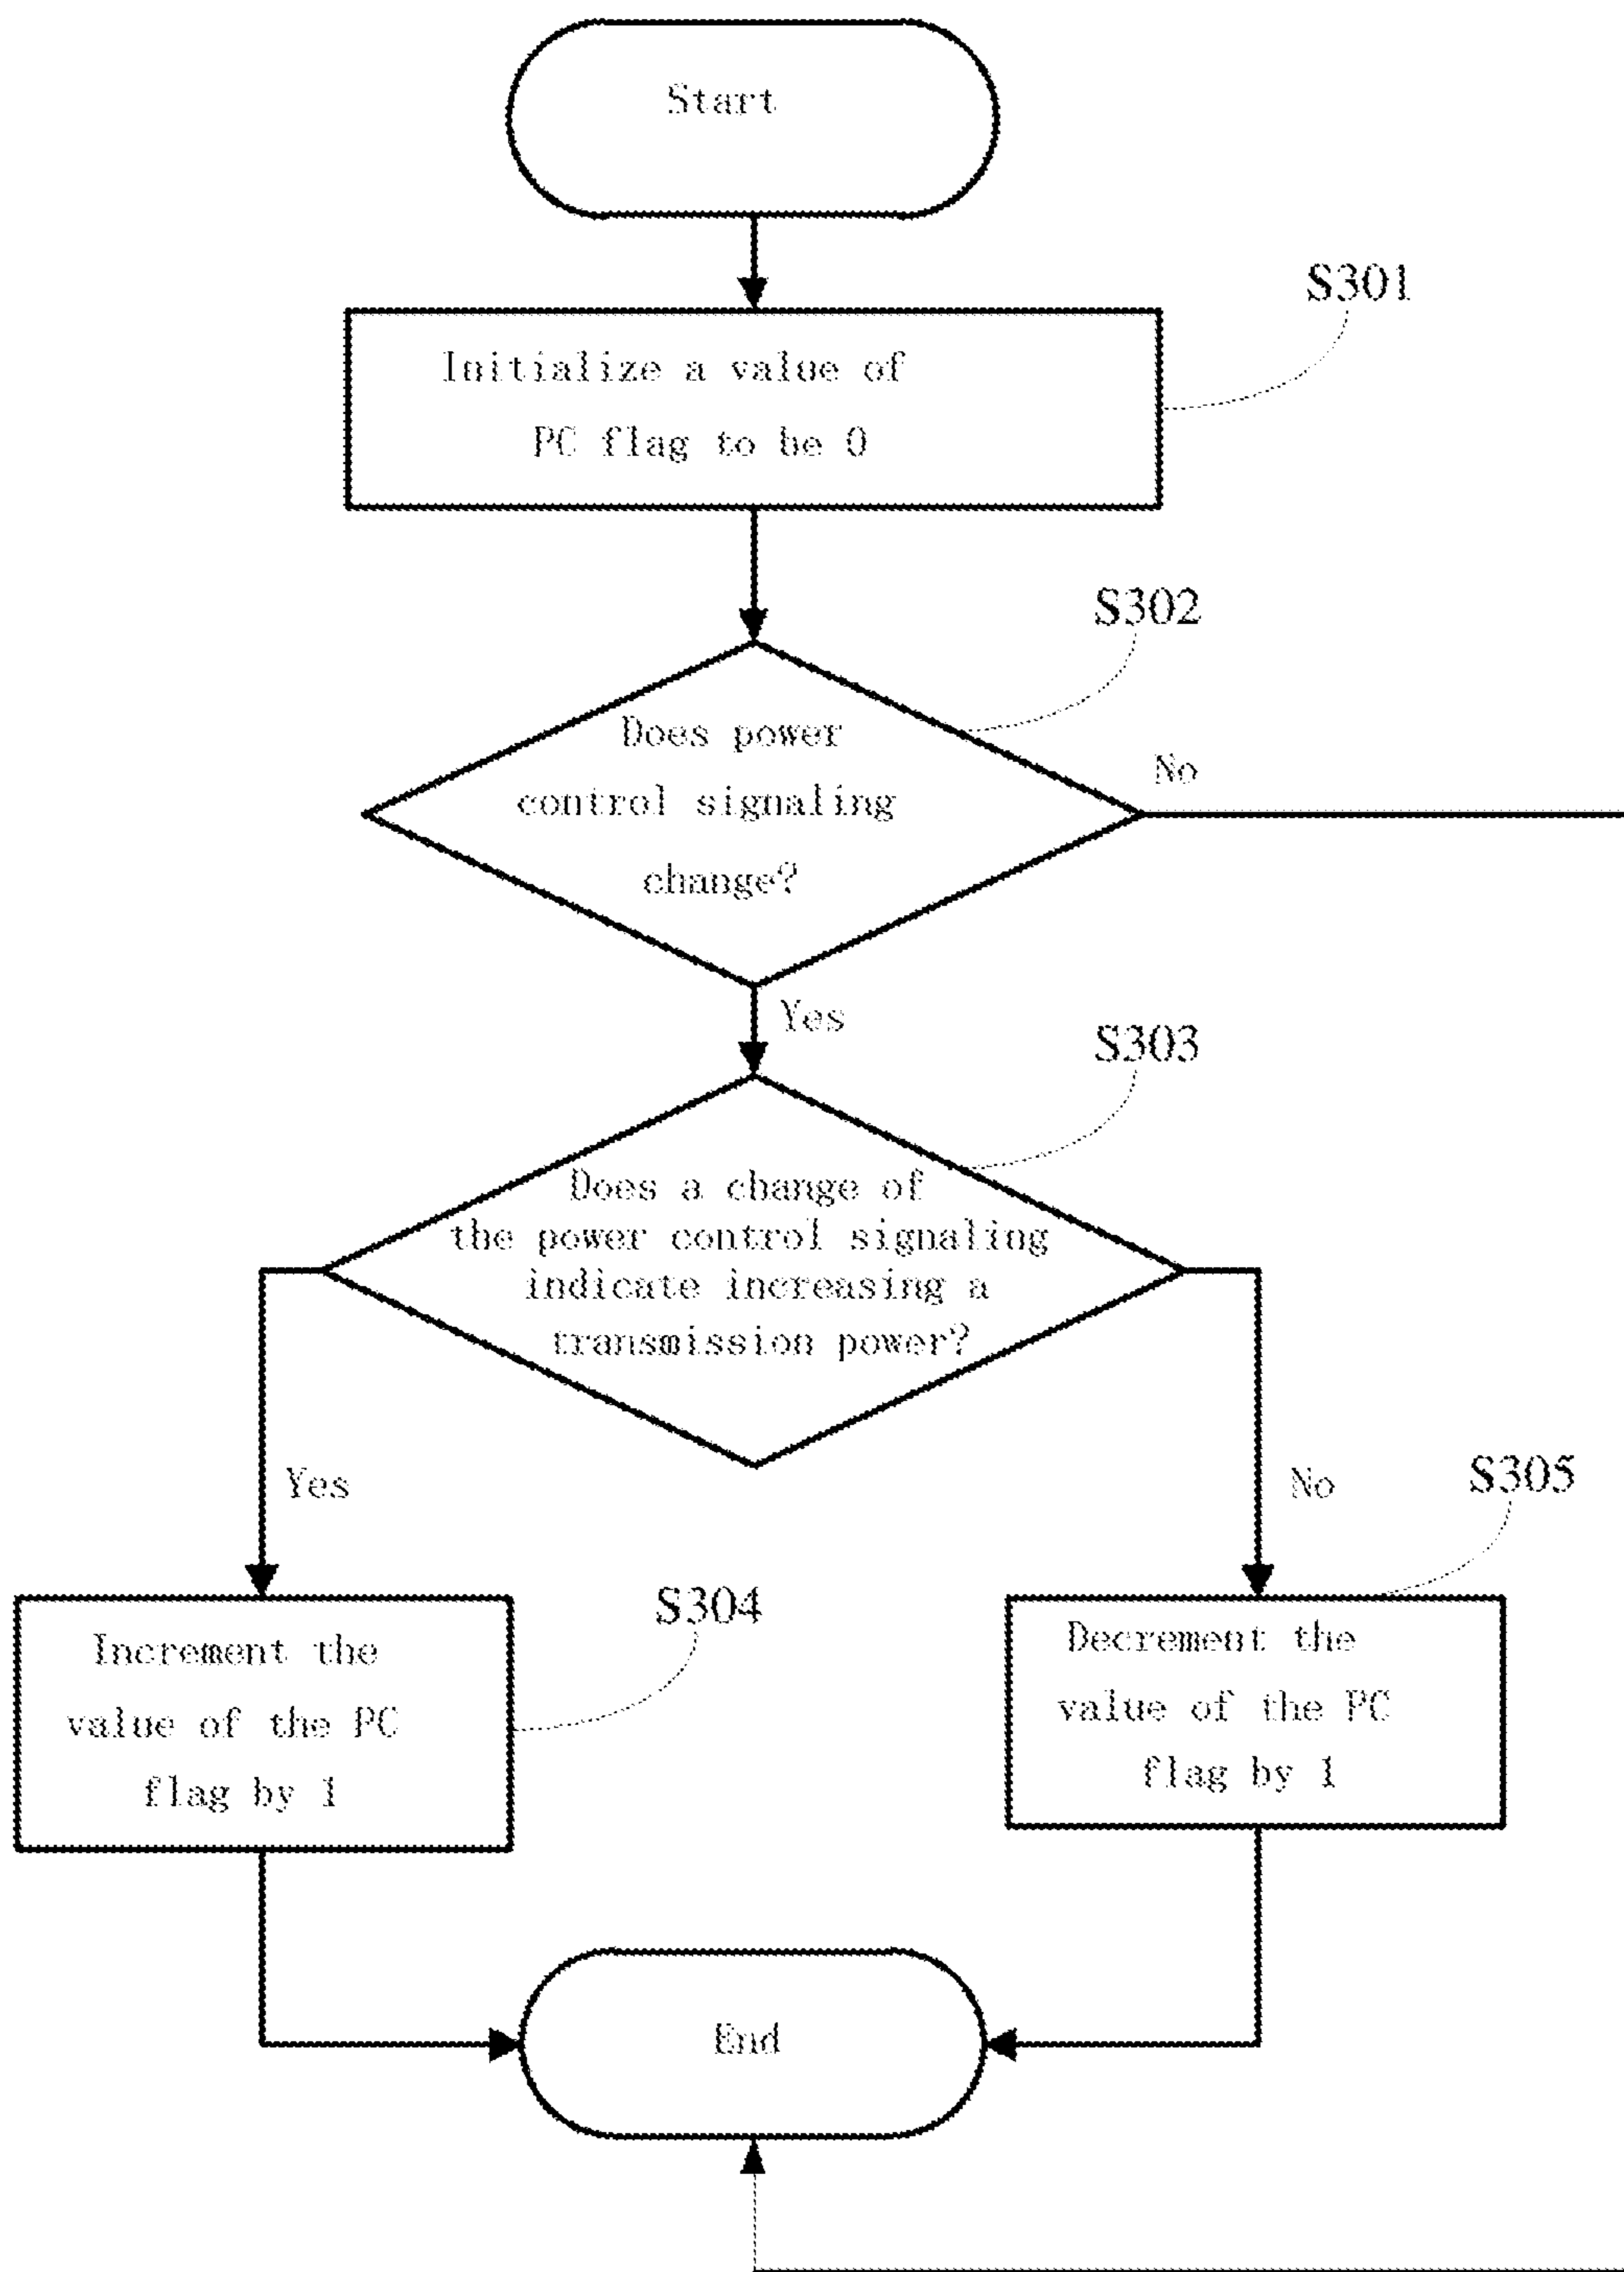 Start
S301
Initialize a value of
PC flag to be 0
S302
Does power
control signaling
change?
No
Yes
S303
Does a change of
the power control signaling
indicate increasing a
transmission power?
Yes
No
S305
S304
Increment the
value of the PC
flag by 1
Decrement the
value of the PC
flag by 1
End